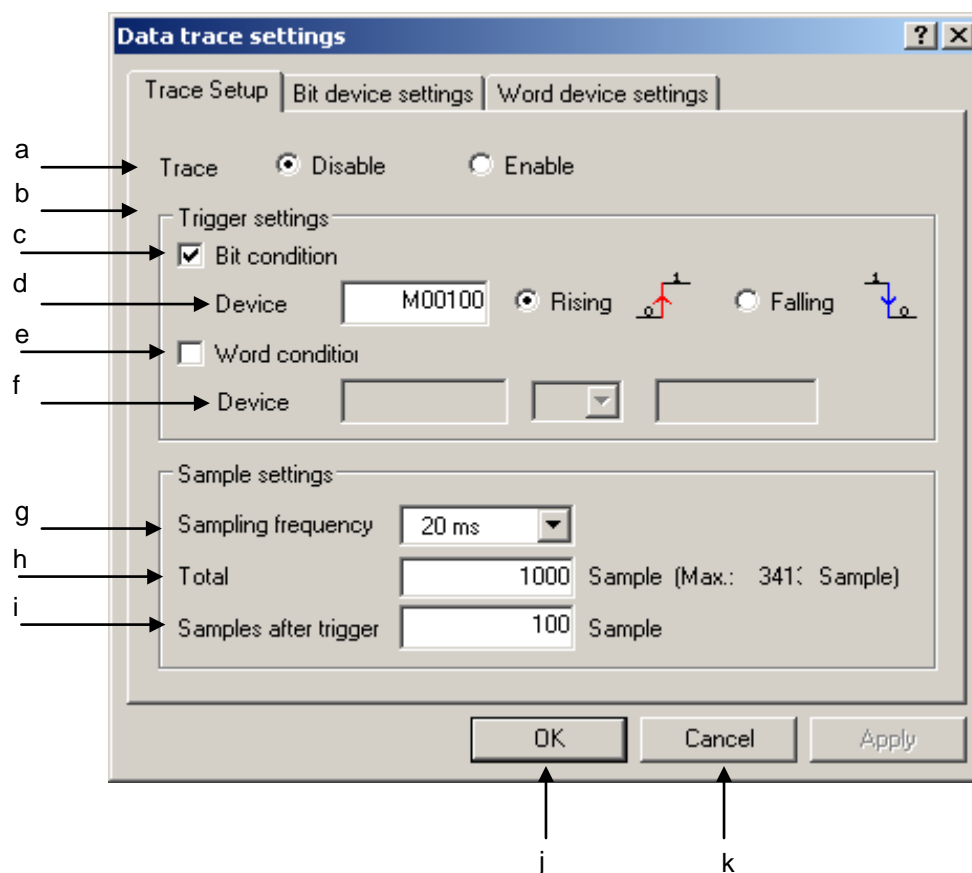 Data trace settings
Trace Setup Bit device settings Word device settings
a
Trace Disable Enable
b
Trigger settings
c
Bit condition
d
Device M00100 Rising 0 1 Falling 1 0
e
Word condition
f
Device
Sample settings
g
Sampling frequency 20 ms
h
Total 1000 Sample (Max.: Sample)
i
Samples after trigger 100 Sample
OK Cancel Apply
j k